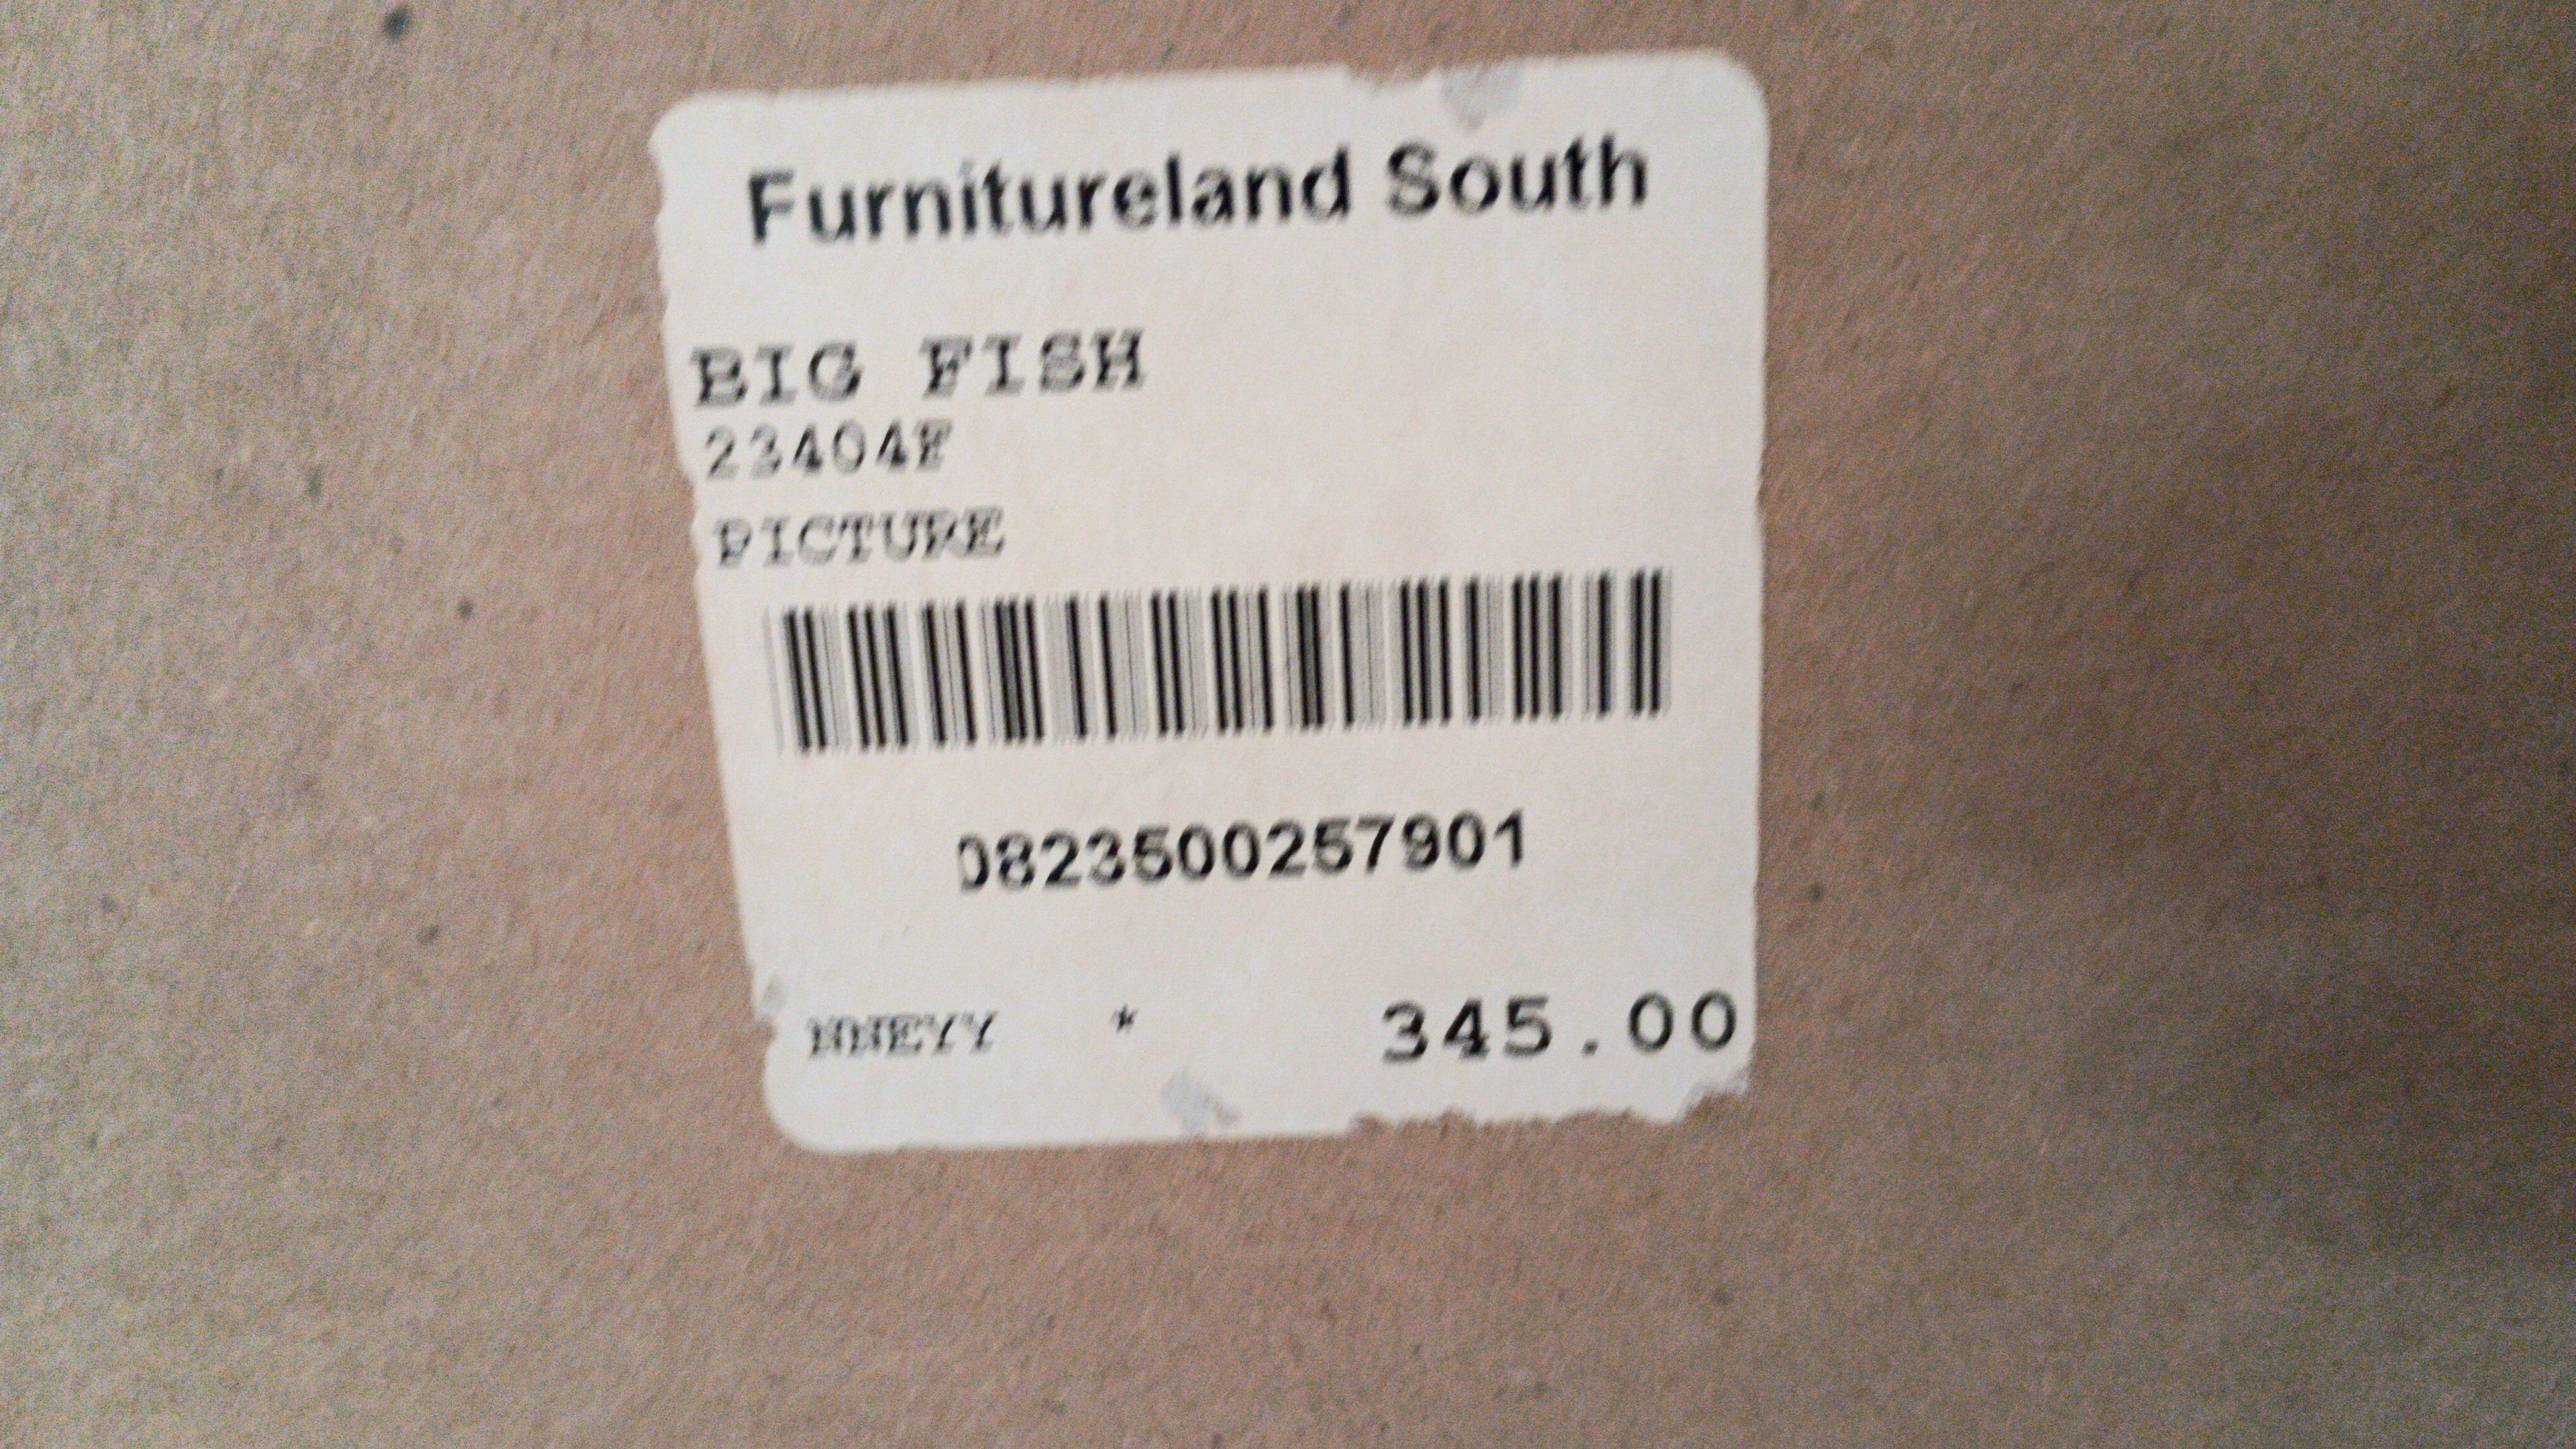 Furnitureland South
BIG FISH
23404F
PICTURE
0823500257901
*   345.00